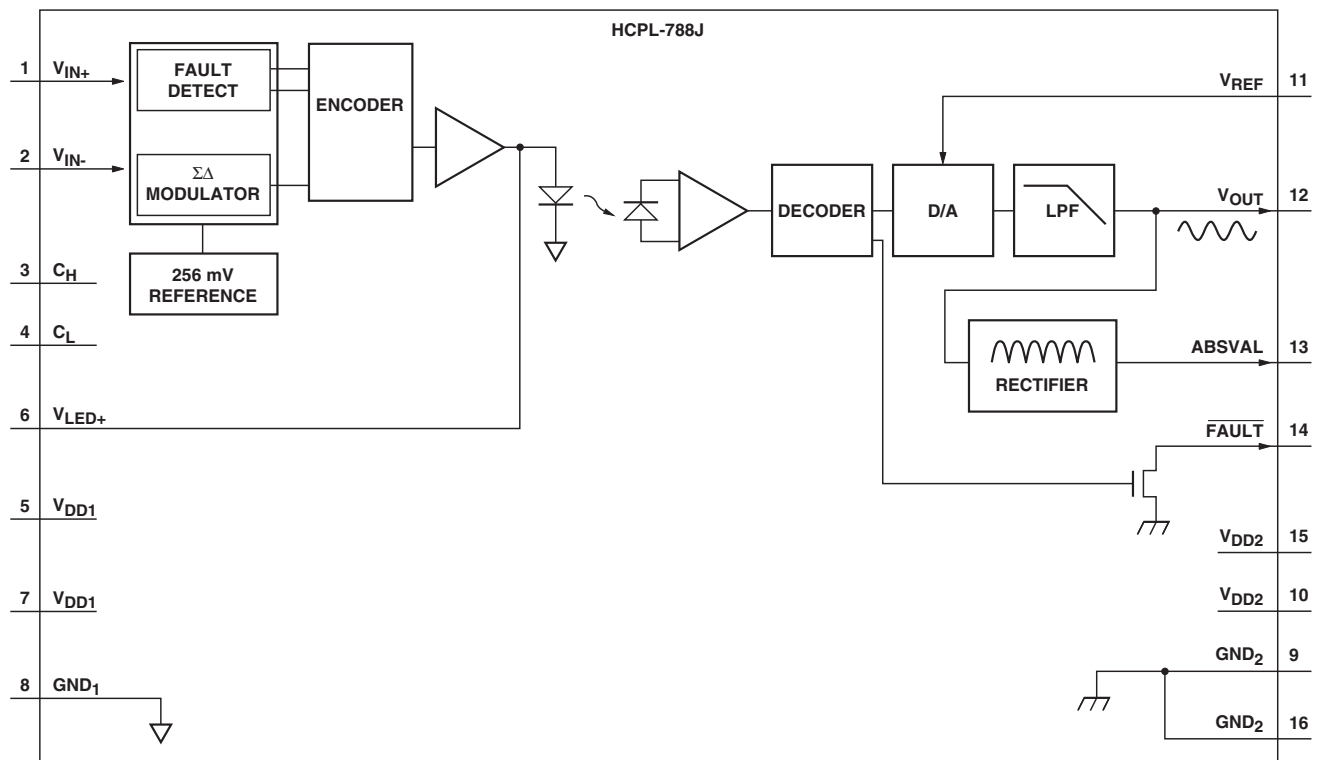 HCPL-788J
1 VIN+
FAULT
DETECT
ENCODER
2 VIN-
ΣΔ
MODULATOR
256 mV
REFERENCE
3 CH
4 CL
6 VLED+
5 VDD1
7 VDD1
8 GND1
VREF 11
DECODER
D/A
LPF
VOUT 12
RECTIFIER
ABSVAL 13
FAULT 14
VDD2 15
VDD2 10
GND2 9
GND2 16